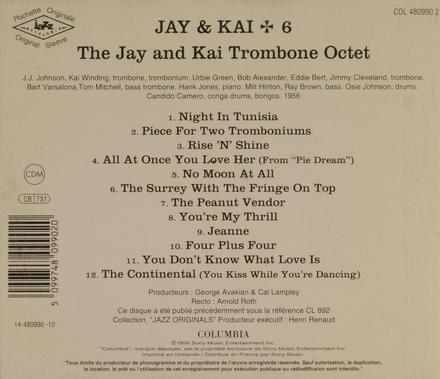 Pochette Originale
COL 480990 2
JAY & KAI ✠ 6
jazz
Original Sleeve
The Jay and Kai Trombone Octet
J.J. Johnson, Kai Winding, trombone, trombonium. Urbie Green, Bob Alexander, Eddie Bert, Jimmy Cleveland, trombone.
Bart Varsalona,Tom Mitchell, bass trombone. Hank Jones, piano. Milt Hinton, Ray Brown, bass. Osie Johnson, drums.
Candido Camero, conga drums, bongos. 1956
1. Night In Tunisia
2. Piece For Two Tromboniums
3. Rise 'N' Shine
4. All At Once You Love Her (From "Pie Dream")
5. No Moon At All
6. The Surrey With The Fringe On Top
7. The Peanut Vendor
8. You're My Thrill
9. Jeanne
10. Four Plus Four
11. You Don't Know What Love Is
12. The Continental (You Kiss While You're Dancing)
CDM
CB 731
5 099748 099020
14-480990 -10
Producteurs : George Avakian & Cal Lampley
Recto : Arnold Roth
Ce disque a été publié précédemment sous la référence CL 892
Collection, "JAZZ ORIGINALS" Producteur exécutif : Henri Renaud
COLUMBIA
© 1956 Sony Music Entertainment Inc.
"Columbia", marque déposée, est la propriété exclusive de Sony Music Entertainment Inc.
Imprimé en Hollande / Distribué en France par Sony Music.
"Tous droits du producteur de phonogramme et du propriétaire de l'oeuvre enregistrée réservés. Sauf autorisation, la duplication,
la location, le prêt ou l'utilisation de cet enregistrement pour exécution publique ou radiodiffusion sont interdits."